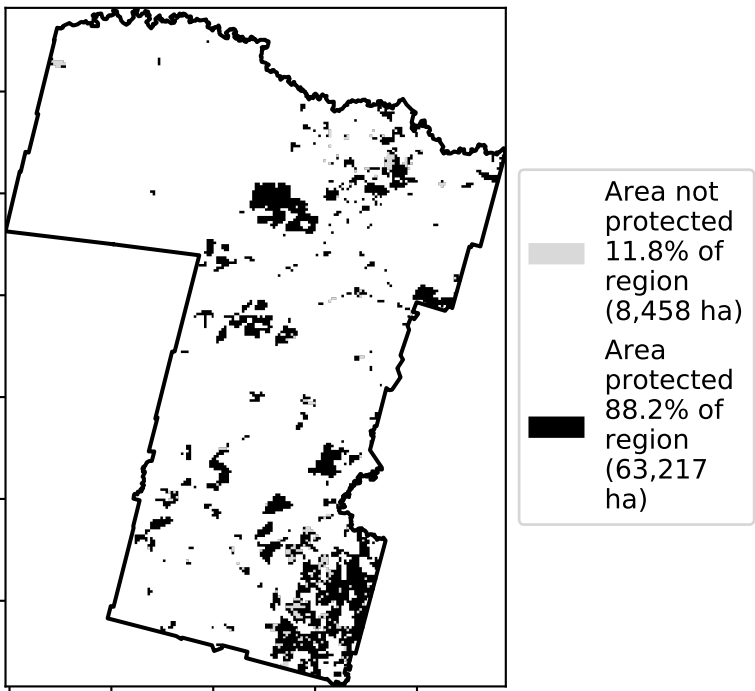 Area not
protected
11.8% of
region
(8,458 ha)
Area
protected
88.2% of
region
(63,217
ha)